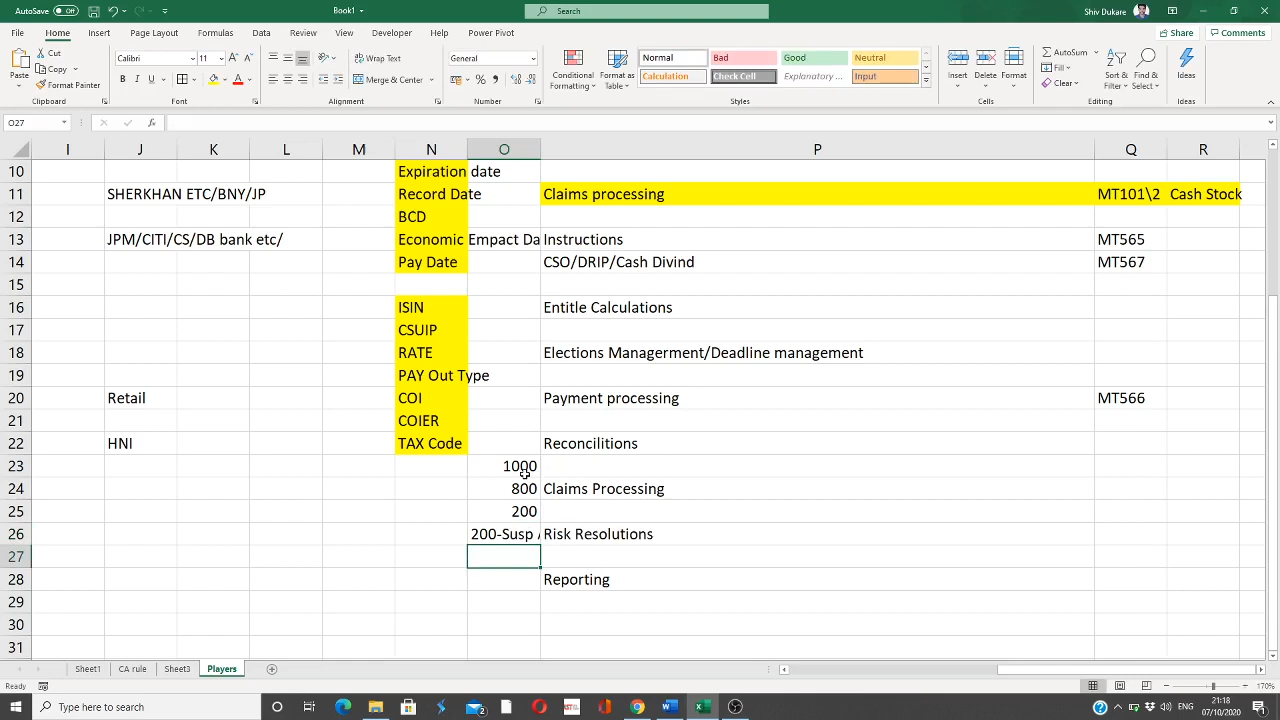 AutoSave Off Book1 Search Shiv Dukare
File Home Insert Page Layout Formulas Data Review View Developer Help Power Pivot Share Comments
Paste Cut Calibri 11 General Conditional Formatting Format as Table Normal Bad Good Neutral Insert Delete Format AutoSum Sort & Filter Find & Select Ideas
Copy Fill
Format Painter B I U Merge & Center Calculation Check Cell Explanatory ... Input Clear
Clipboard Font Alignment Number Styles Cells Editing Ideas
O27 fx
I J K L M N O P Q R
10 Expiration date
11 SHERKHAN ETC/BNY/JP Record Date Claims processing MT101\2 Cash Stock
12 BCD
13 JPM/CITI/CS/DB bank etc/ Economic Empact Da Instructions MT565
14 Pay Date CSO/DRIP/Cash Divind MT567
15
16 ISIN Entitle Calculations
17 CSUIP
18 RATE Elections Managerment/Deadline management
19 PAY Out Type
20 Retail COI Payment processing MT566
21 COIER
22 HNI TAX Code Reconcilitions
23 1000
24 800 Claims Processing
25 200
26 200-Susp Risk Resolutions
27
28 Reporting
29
30
31
Sheet1 CA rule Sheet3 Players
Ready 170%
Type here to search 21:18
07/10/2020